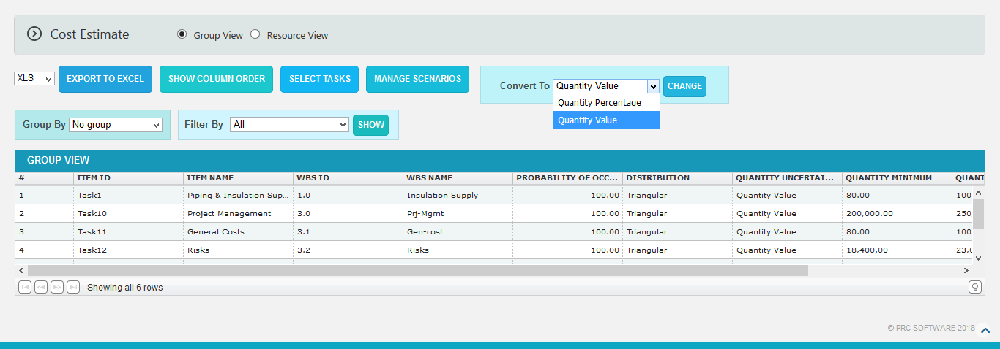 Cost Estimate Group View Resource View
XLS EXPORT TO EXCEL SHOW COLUMN ORDER SELECT TASKS MANAGE SCENARIOS Convert To Quantity Value CHANGE
Quantity Percentage
Quantity Value
Group By No group Filter By All SHOW
GROUP VIEW
# ITEM ID ITEM NAME WBS ID WBS NAME PROBABILITY OF OCC... DISTRIBUTION QUANTITY UNCERTAI... QUANTITY MINIMUM QUANT
1 Task1 Piping & Insulation Sup... 1.0 Insulation Supply 100.00 Triangular Quantity Value 80.00 100
2 Task10 Project Management 3.0 Prj-Mgmt 100.00 Triangular Quantity Value 200,000.00 250
3 Task11 General Costs 3.1 Gen-cost 100.00 Triangular Quantity Value 80.00 100
4 Task12 Risks 3.2 Risks 100.00 Triangular Quantity Value 18,400.00 23,0
Showing all 6 rows
© PRC SOFTWARE 2018